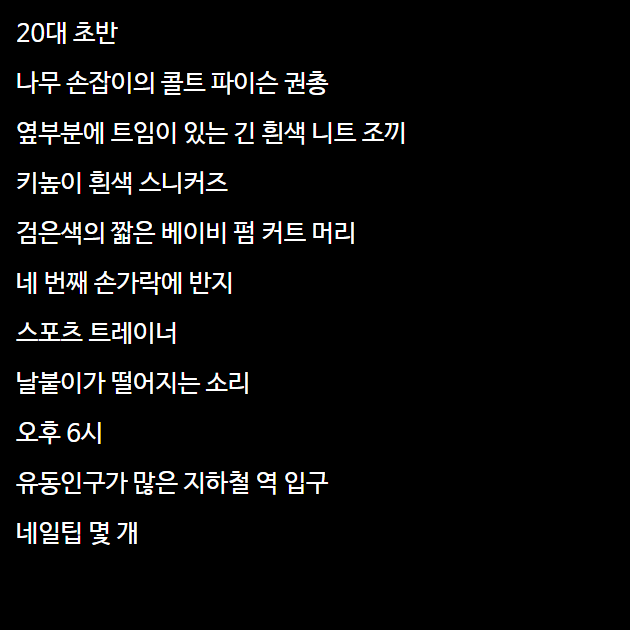 20대 초반
나무 손잡이의 콜트 파이슨 권총
옆부분에 트임이 있는 긴 흰색 니트 조끼
키높이 흰색 스니커즈
검은색의 짧은 베이비 펌 커트 머리
네 번째 손가락에 반지
스포츠 트레이너
날붙이가 떨어지는 소리
오후 6시
유동인구가 많은 지하철 역 입구
네일팁 몇 개